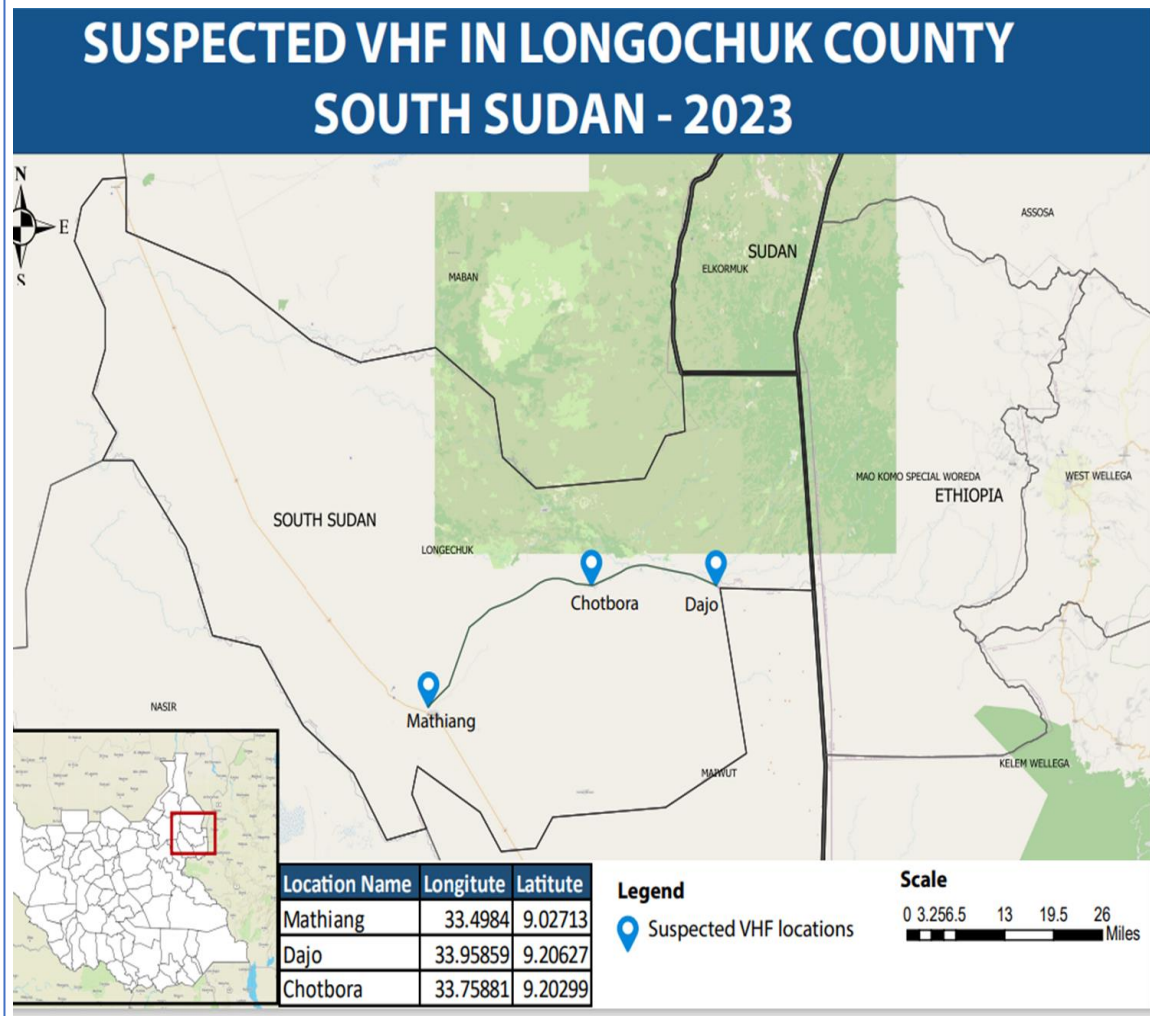 SUSPECTED VHF IN LONGOCHUK COUNTY
SOUTH SUDAN - 2023
N
E
S
ASSOSA
SUDAN
ELKORMUK
MABAN
MAO KOMO SPECIAL WOREDA
WEST WELLEGA
ETHIOPIA
SOUTH SUDAN
LONGECHUK
Chotbora
Dajo
Mathiang
NASIR
MAIWUT
KELEM WELLEGA
Location Name Longitute Latitute
Mathiang 33.4984 9.02713
Dajo 33.95859 9.20627
Chotbora 33.75881 9.20299
Legend
Suspected VHF locations
Scale
0 3.256.5 13 19.5 26
Miles